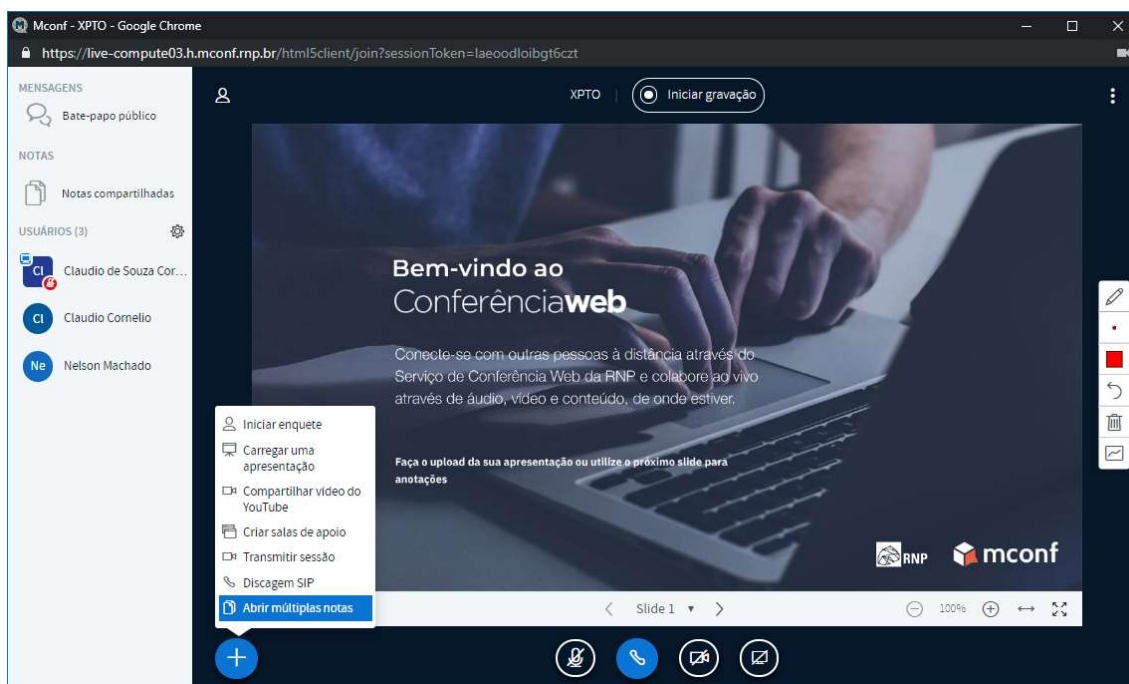 Mconf - XPTO - Google Chrome
https://live-compute03.h.mconf.rnp.br/html5client/join?sessionToken=laeoodloibgt6czt
MENSAGENS
Bate-papo público
NOTAS
Notas compartilhadas
USUÁRIOS (3)
CI
Claudio de Souza Cor...
CI
Claudio Cornelio
Ne
Nelson Machado
XPTO
Iniciar gravação
Bem-vindo ao
Conferênciaweb
Conecte-se com outras pessoas à distância através do
Serviço de Conferência Web da RNP e colabore ao vivo
através de áudio, vídeo e conteúdo, de onde estiver.
Faça o upload da sua apresentação ou utilize o próximo slide para
anotações
RNP
mconf
Iniciar enquete
Carregar uma
apresentação
Compartilhar vídeo do
YouTube
Criar salas de apoio
Transmitir sessão
Discagem SIP
Abrir múltiplas notas
Slide 1
100%